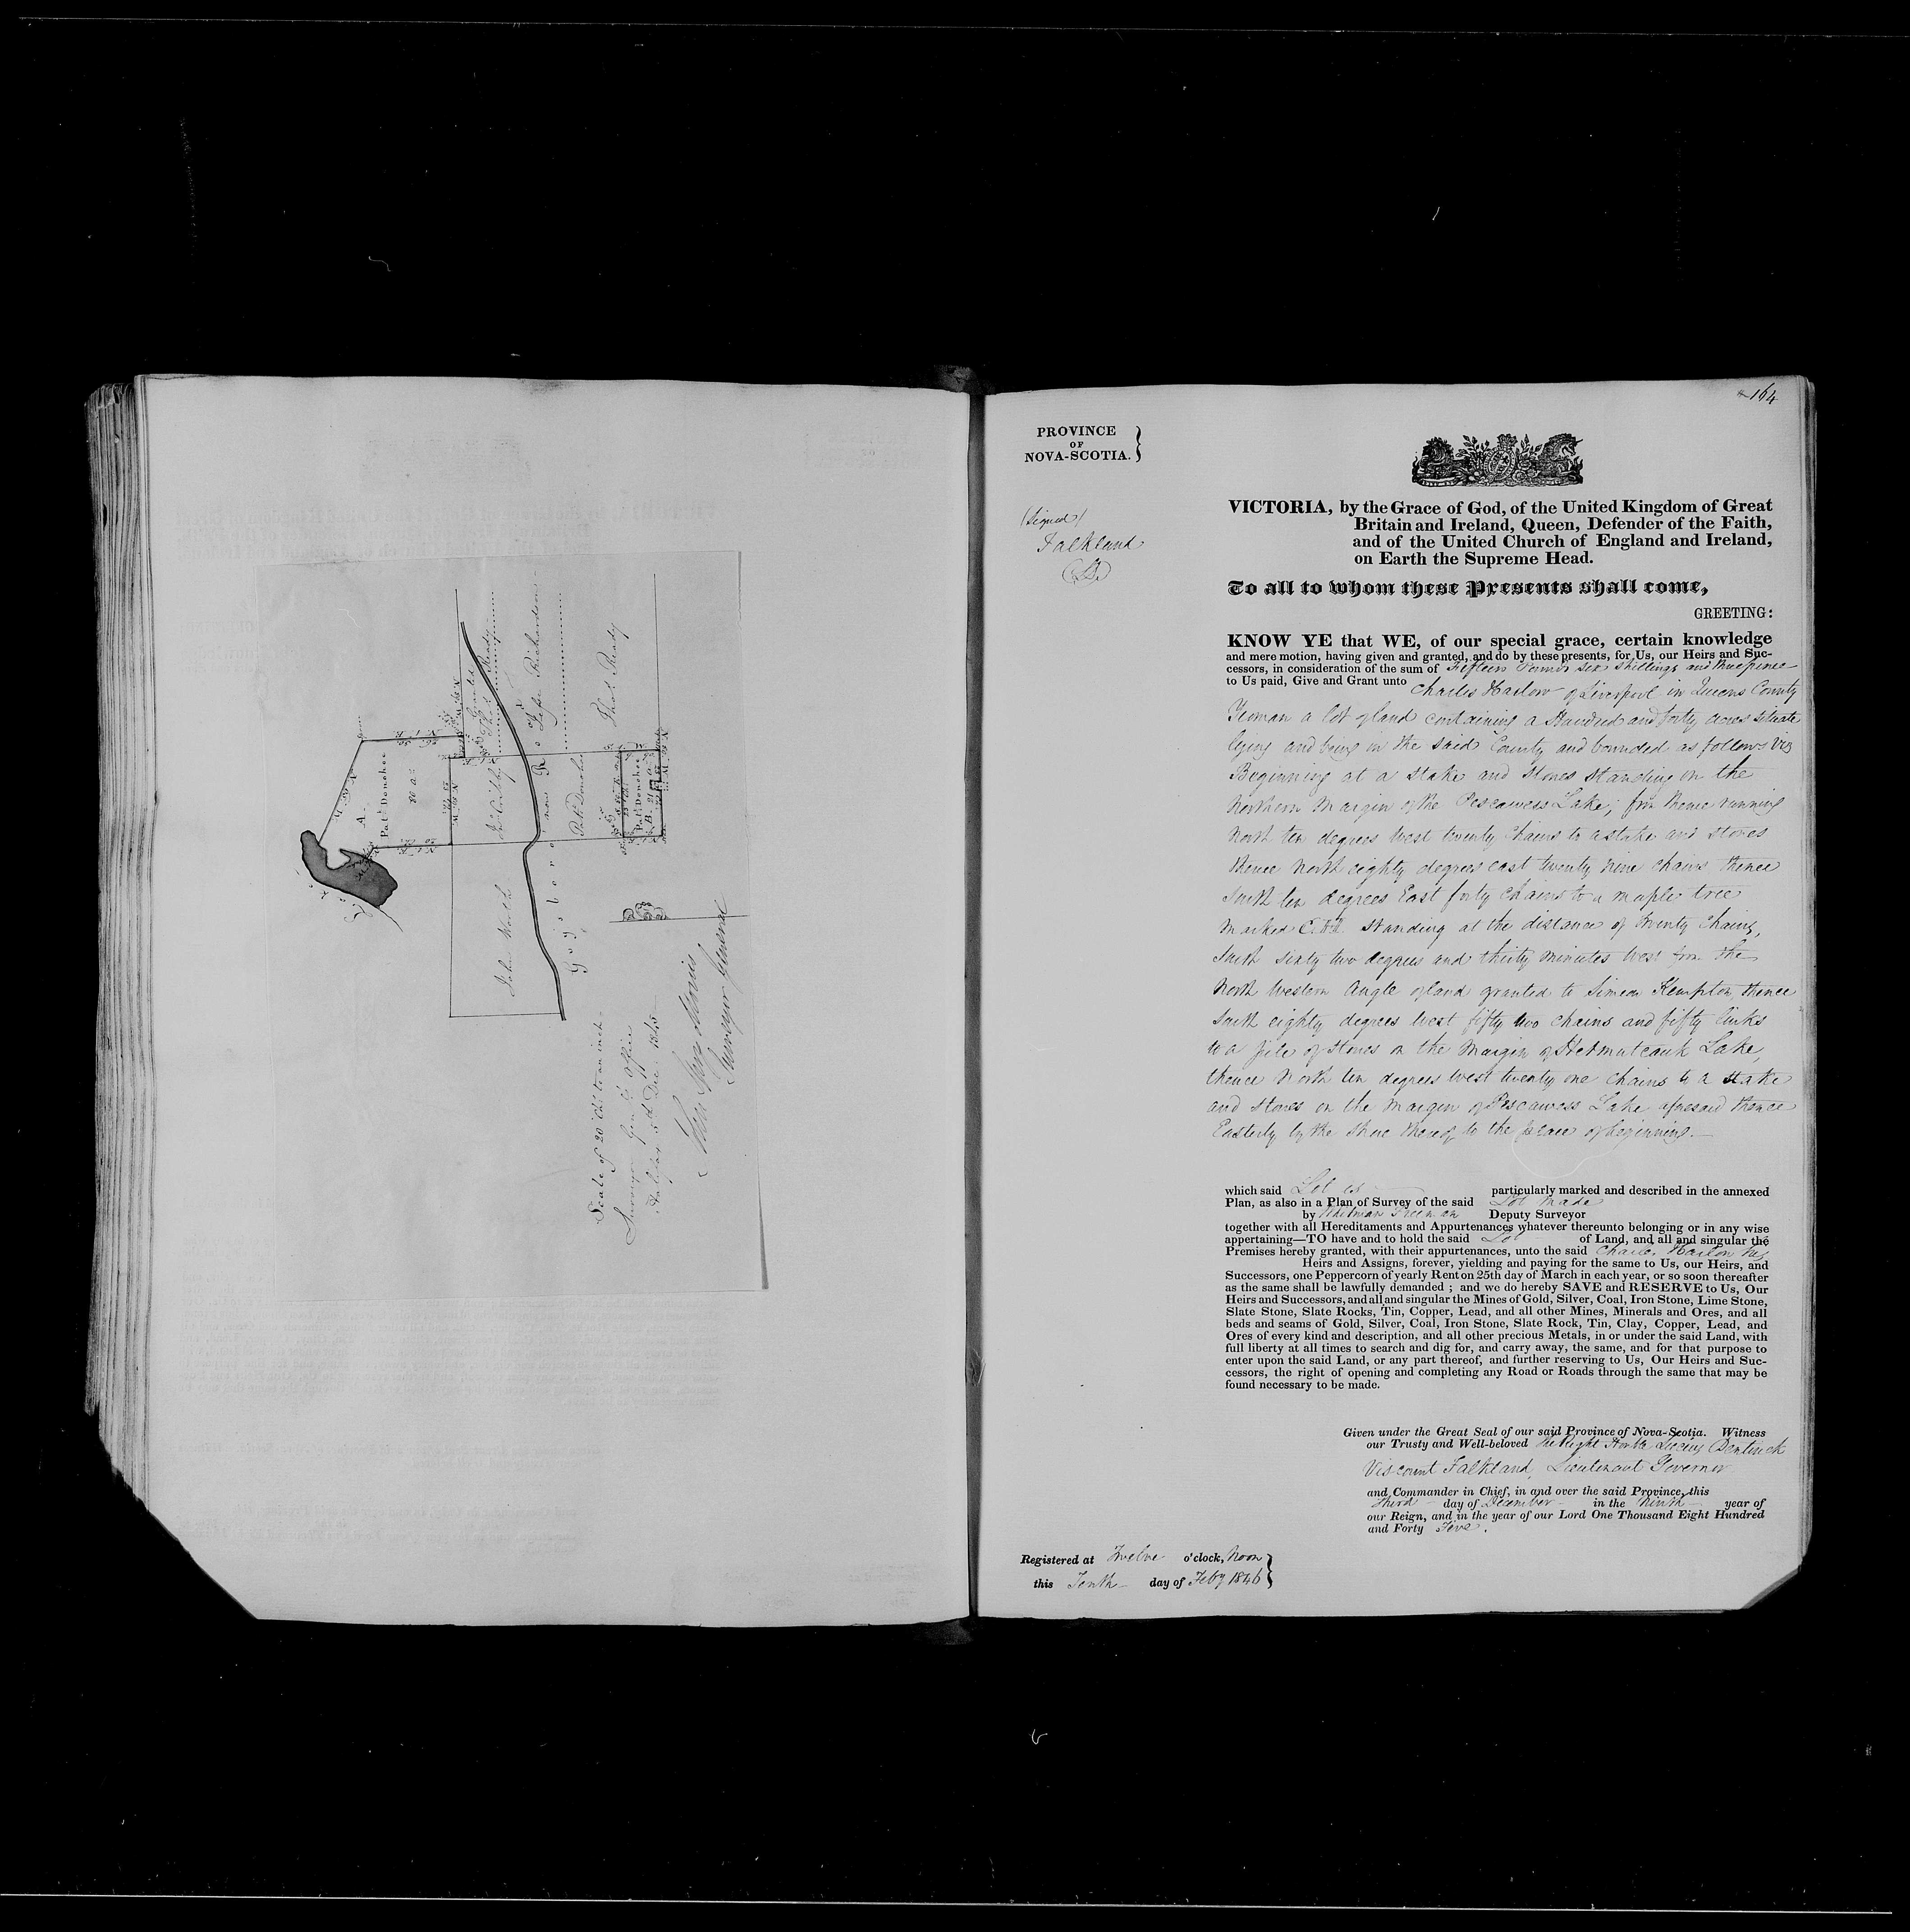 A.
Patk Donohoe
80 a.
John Worth
Guysboro
Road
Patk Donohoe
Thos Ready
Granted
Thos Ready
Patk Donohoe
B. 21 a.
Scale of 20 chs to an inch.
Surveyor Genls Office
Halifax 5th Dec. 1845
Surveyor General
164
PROVINCE
OF
NOVA-SCOTIA.
(Signed)
Falkland
(LS)
VICTORIA, by the Grace of God, of the United Kingdom of Great
Britain and Ireland, Queen, Defender of the Faith,
and of the United Church of England and Ireland,
on Earth the Supreme Head.
To all to whom these Presents shall come,
GREETING:
KNOW YE that WE, of our special grace, certain knowledge
and mere motion, having given and granted, and do by these presents, for Us, our Heirs and Suc-
cessors, in consideration of the sum of Fifteen Pounds six shillings and threepence
to Us paid, Give and Grant unto Charles Harlow of Liverpool in Queens County
Yeoman a lot of land containing a Hundred and forty acres situate
lying and being in the said County and bounded as follows Viz
Beginning at a stake and stones standing on the
Northern Margin of the Pescawess Lake; from thence running
North ten degrees West twenty chains to a stake and stones
thence North eighty degrees east twenty nine chains thence
South ten degrees East forty chains to a maple tree
Marked standing at the distance of twenty chains,
South sixty two degrees and thirty minutes West from the
North Western Angle of land granted to Simeon Kempton, thence
South eighty degrees West fifty two chains and fifty links
to a pile of stones on the Margin of Lake,
thence North ten degrees West twenty one chains to a stake
and stones on the margin of Pescawess Lake aforesaid thence
Easterly by the shore thereof to the place of beginning.—
which said Lot is particularly marked and described in the annexed
Plan, as also in a Plan of Survey of the said Lot made
by Whitman Freeman Deputy Surveyor
together with all Hereditaments and Appurtenances whatever thereunto belonging or in any wise
appertaining—TO have and to hold the said Lot of Land, and all and singular the
Premises hereby granted, with their appurtenances, unto the said Charles Harlow his
Heirs and Assigns, forever, yielding and paying for the same to Us, our Heirs, and
Successors, one Peppercorn of yearly Rent on 25th day of March in each year, or so soon thereafter
as the same shall be lawfully demanded; and we do hereby SAVE and RESERVE to Us, Our
Heirs and Successors, and all and singular the Mines of Gold, Silver, Coal, Iron Stone, Lime Stone,
Slate Stone, Slate Rocks, Tin, Copper, Lead, and all other Mines, Minerals and Ores, and all
beds and seams of Gold, Silver, Coal, Iron Stone, Slate Rock, Tin, Clay, Copper, Lead, and
Ores of every kind and description, and all other precious Metals, in or under the said Land, with
full liberty at all times to search and dig for, and carry away, the same, and for that purpose to
enter upon the said Land, or any part thereof, and further reserving to Us, Our Heirs and Suc-
cessors, the right of opening and completing any Road or Roads through the same that may be
found necessary to be made.
Given under the Great Seal of our said Province of Nova-Scotia. Witness
our Trusty and Well-beloved the Right Honble Lucius Bentinck
Viscount Falkland, Lieutenant Governor
and Commander in Chief, in and over the said Province, this
third day of December in the Ninth year of
our Reign, and in the year of our Lord One Thousand Eight Hundred
and Forty Five.
Registered at Twelve o'clock, Noon
this Tenth day of Feby 1846